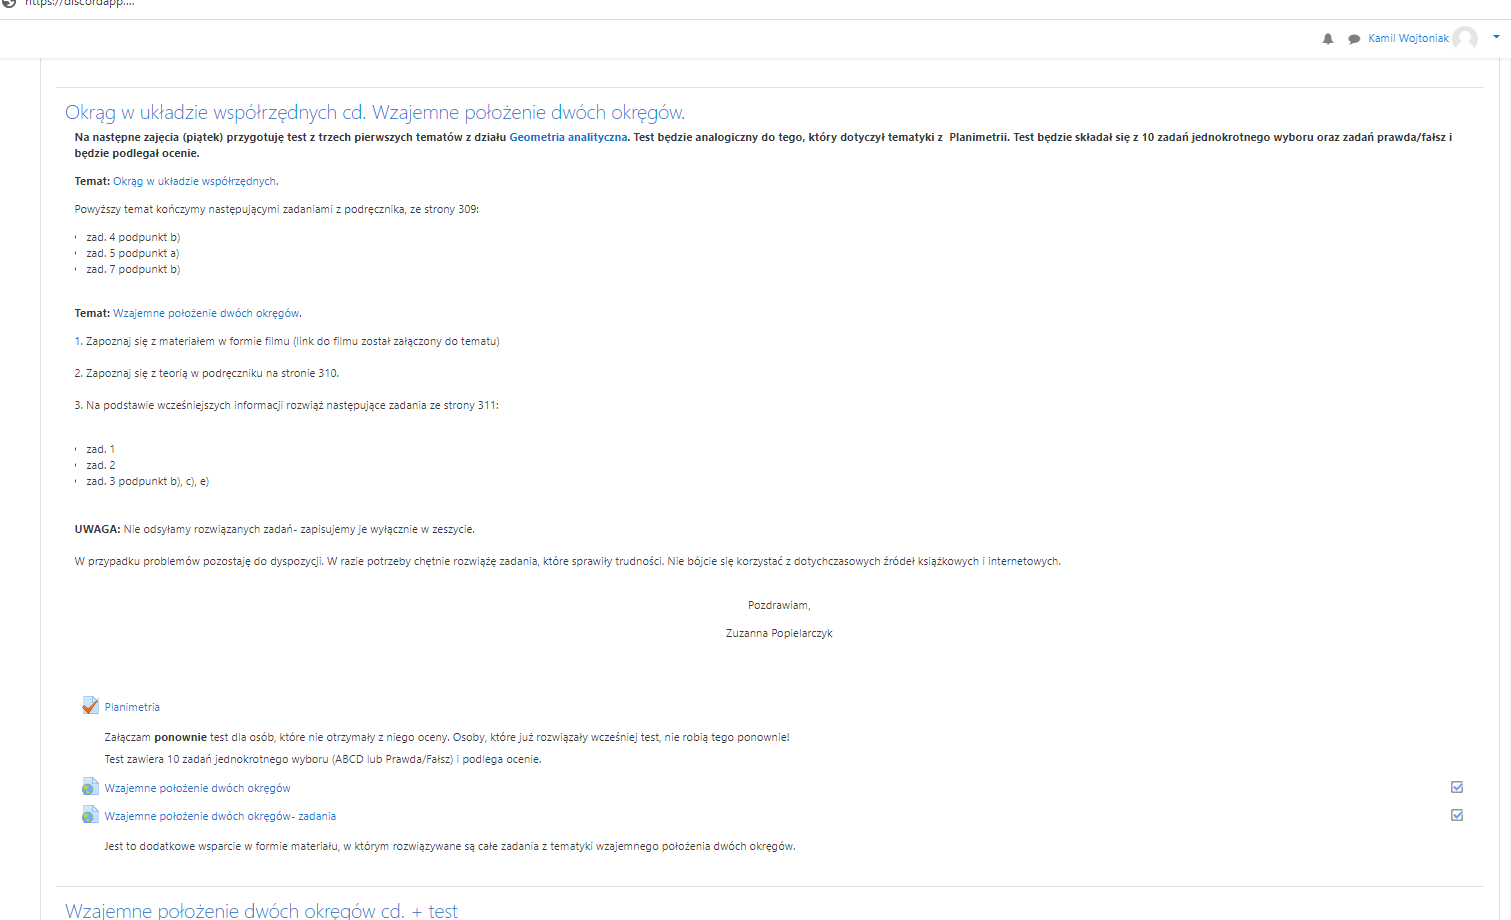 https://discordapp....
Kamil Wojtoniak
Okrąg w układzie współrzędnych cd. Wzajemne położenie dwóch okręgów.
Na następne zajęcia (piątek) przygotuję test z trzech pierwszych tematów z działu Geometria analityczna. Test będzie analogiczny do tego, który dotyczył tematyki z Planimetrii. Test będzie składał się z 10 zadań jednokrotnego wyboru oraz zadań prawda/fałsz i
będzie podlegał ocenie.
Temat: Okrąg w układzie współrzędnych.
Powyższy temat kończymy następującymi zadaniami z podręcznika, ze strony 309:
zad. 4 podpunkt b)
zad. 5 podpunkt a)
zad. 7 podpunkt b)
Temat: Wzajemne położenie dwóch okręgów.
1. Zapoznaj się z materiałem w formie filmu (link do filmu został załączony do tematu)
2. Zapoznaj się z teorią w podręczniku na stronie 310.
3. Na podstawie wcześniejszych informacji rozwiąż następujące zadania ze strony 311:
zad. 1
zad. 2
zad. 3 podpunkt b), c), e)
UWAGA: Nie odsyłamy rozwiązanych zadań- zapisujemy je wyłącznie w zeszycie.
W przypadku problemów pozostaję do dyspozycji. W razie potrzeby chętnie rozwiążę zadania, które sprawiły trudności. Nie bójcie się korzystać z dotychczasowych źródeł książkowych i internetowych.
Pozdrawiam,
Zuzanna Popielarczyk
Planimetria
Załączam ponownie test dla osób, które nie otrzymały z niego oceny. Osoby, które już rozwiązały wcześniej test, nie robią tego ponownie!
Test zawiera 10 zadań jednokrotnego wyboru (ABCD lub Prawda/Fałsz) i podlega ocenie.
Wzajemne położenie dwóch okręgów
Wzajemne położenie dwóch okręgów- zadania
Jest to dodatkowe wsparcie w formie materiału, w którym rozwiązywane są całe zadania z tematyki wzajemnego położenia dwóch okręgów.
Wzajemne położenie dwóch okręgów cd. + test